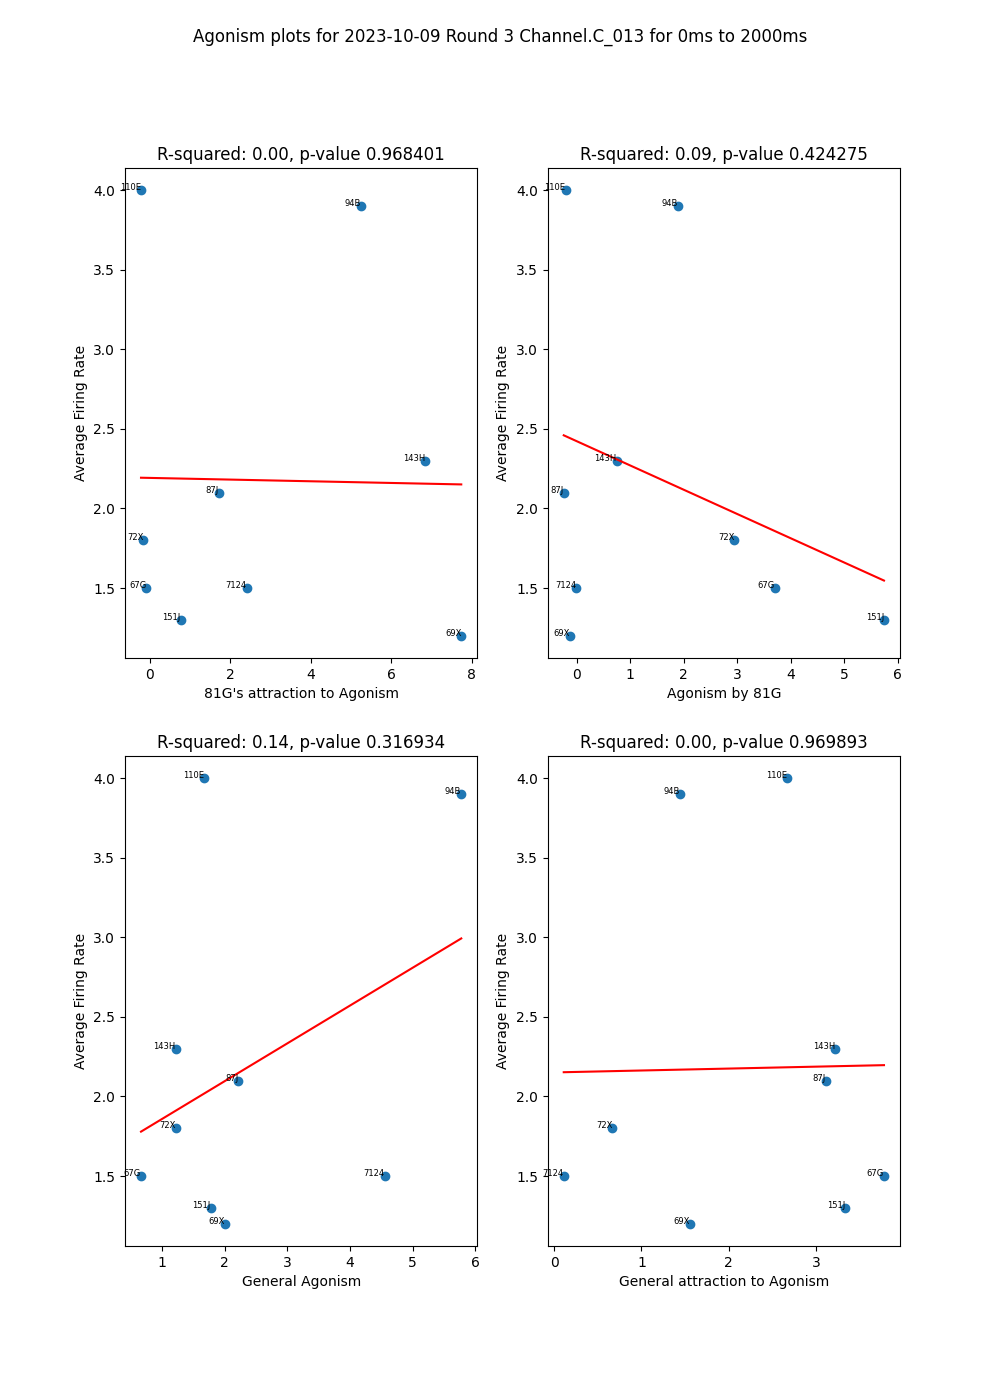 Agonism plots for 2023-10-09 Round 3 Channel.C_013 for 0ms to 2000ms
R-squared: 0.00, p-value 0.968401
4.0
3.5
3.0
2.5
2.0
1.5
Average Firing Rate
110E
94B
143H
87J
72X
67G
7124
151J
69X
0 2 4 6 8
81G's attraction to Agonism
R-squared: 0.09, p-value 0.424275
4.0
3.5
3.0
2.5
2.0
1.5
Average Firing Rate
110E
94B
143H
87J
72X
7124
67G
151J
69X
0 1 2 3 4 5 6
Agonism by 81G
R-squared: 0.14, p-value 0.316934
4.0
3.5
3.0
2.5
2.0
1.5
Average Firing Rate
110E
94B
143H
87J
72X
67G
7124
151J
69X
1 2 3 4 5 6
General Agonism
R-squared: 0.00, p-value 0.969893
4.0
3.5
3.0
2.5
2.0
1.5
Average Firing Rate
110E
94B
143H
87J
72X
7124
67G
151J
69X
0 1 2 3
General attraction to Agonism